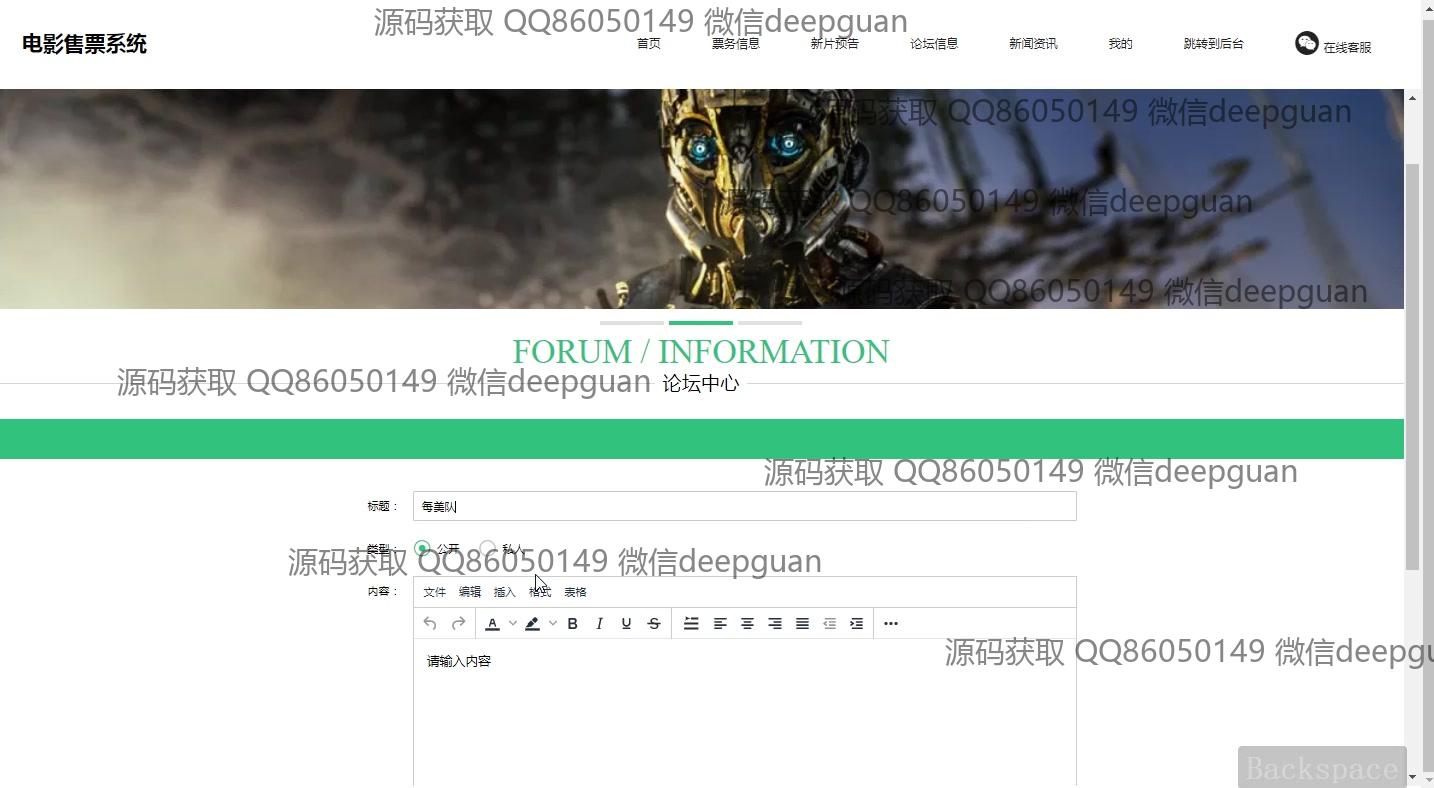 源码获取 QQ86050149 微信deepguan
电影售票系统
首页 票务信息 新片预告 论坛信息 新闻资讯 我的 跳转到后台 在线客服
源码获取 QQ86050149 微信deepguan
源码获取 QQ86050149 微信deepguan
源码获取 QQ86050149 微信deepguan
FORUM / INFORMATION
源码获取 QQ86050149 微信deepguan
论坛中心
源码获取 QQ86050149 微信deepguan
标题： 每美队
类型： 公开 私人
源码获取 QQ86050149 微信deepguan
内容： 文件 编辑 插入 格式 表格
A B I U S
源码获取 QQ86050149 微信deepgu
请输入内容
Backspace